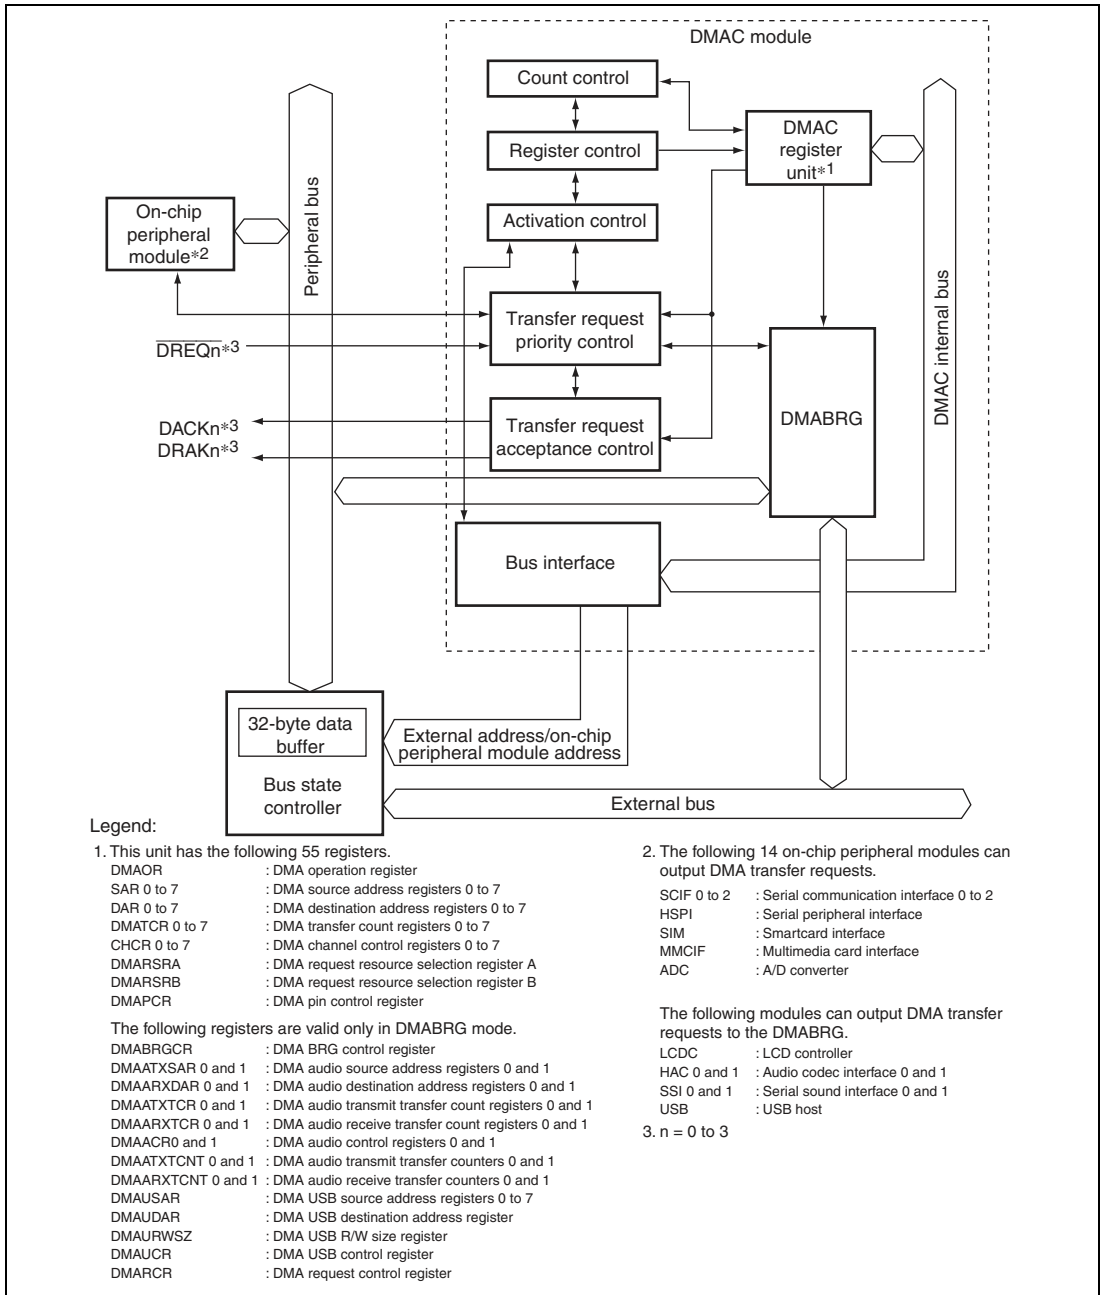 DMAC module
Count control
Register control
Activation control
DMAC
register
unit*1
On-chip
peripheral
module*2
Peripheral bus
DMAC internal bus
Transfer request
priority control
DREQn*3
DMABRG
DACKn*3
DRAKn*3
Transfer request
acceptance control
Bus interface
32-byte data
buffer
Bus state
controller
External address/on-chip
peripheral module address
External bus
Legend:
1. This unit has the following 55 registers.
DMAOR : DMA operation register
SAR 0 to 7 : DMA source address registers 0 to 7
DAR 0 to 7 : DMA destination address registers 0 to 7
DMATCR 0 to 7 : DMA transfer count registers 0 to 7
CHCR 0 to 7 : DMA channel control registers 0 to 7
DMARSRA : DMA request resource selection register A
DMARSRB : DMA request resource selection register B
DMAPCR : DMA pin control register
The following registers are valid only in DMABRG mode.
DMABRGCR : DMA BRG control register
DMAATXSAR 0 and 1 : DMA audio source address registers 0 and 1
DMAARXDAR 0 and 1 : DMA audio destination address registers 0 and 1
DMAATXTCR 0 and 1 : DMA audio transmit transfer count registers 0 and 1
DMAARXTCR 0 and 1 : DMA audio receive transfer count registers 0 and 1
DMAACR0 and 1 : DMA audio control registers 0 and 1
DMAATXTCNT 0 and 1 : DMA audio transmit transfer counters 0 and 1
DMAARXTCNT 0 and 1 : DMA audio receive transfer counters 0 and 1
DMAUSAR : DMA USB source address registers 0 to 7
DMAUDAR : DMA USB destination address register
DMAURWSZ : DMA USB R/W size register
DMAUCR : DMA USB control register
DMARCR : DMA request control register
2. The following 14 on-chip peripheral modules can
output DMA transfer requests.
SCIF 0 to 2 : Serial communication interface 0 to 2
HSPI : Serial peripheral interface
SIM : Smartcard interface
MMCIF : Multimedia card interface
ADC : A/D converter
The following modules can output DMA transfer
requests to the DMABRG.
LCDC : LCD controller
HAC 0 and 1 : Audio codec interface 0 and 1
SSI 0 and 1 : Serial sound interface 0 and 1
USB : USB host
3. n = 0 to 3